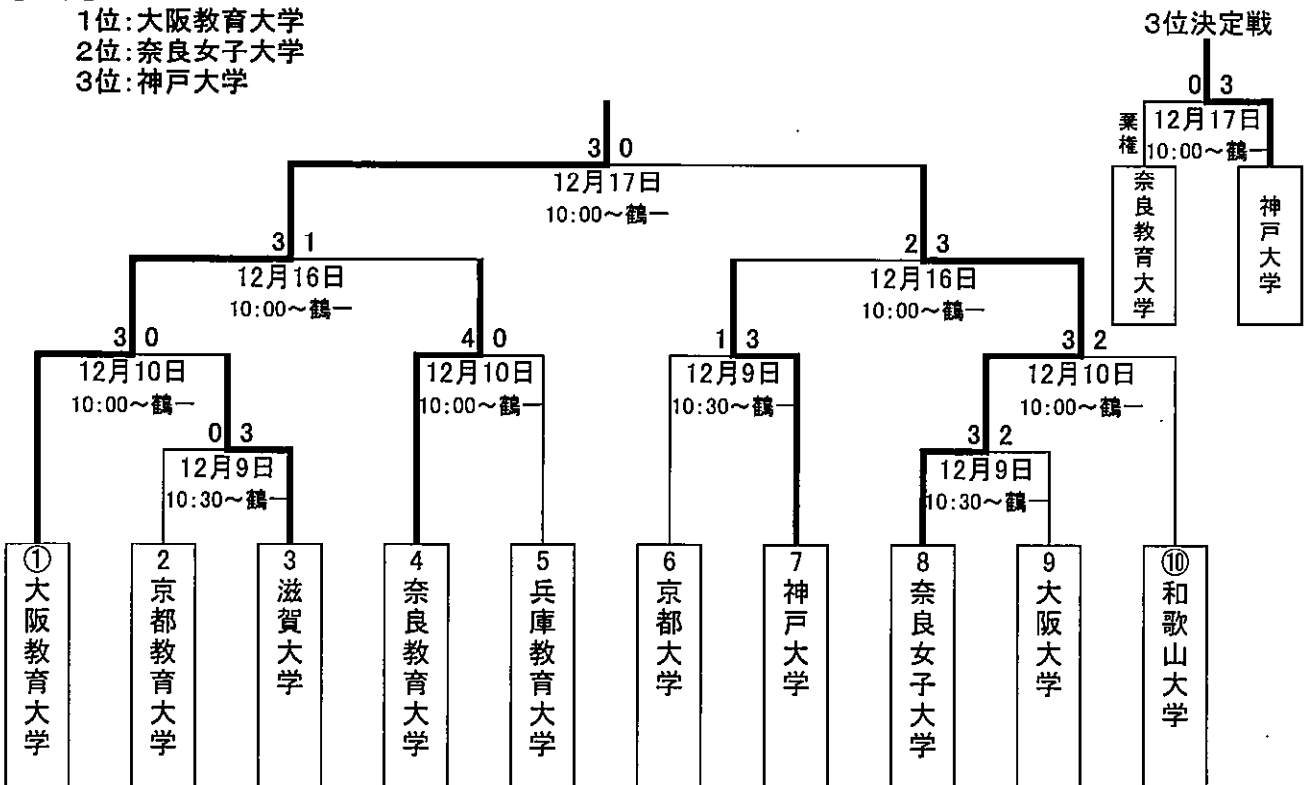 1位:大阪教育大学
2位:奈良女子大学
3位:神戸大学
3位決定戦
0 3
棄権
12月17日
10:00～鶴一
奈良教育大学
神戸大学
3 0
12月17日
10:00～鶴一
3 1
12月16日
10:00～鶴一
2 3
12月16日
10:00～鶴一
3 0
12月10日
10:00～鶴一
4 0
12月10日
10:00～鶴一
1 3
12月9日
10:30～鶴一
3 2
12月10日
10:00～鶴一
0 3
12月9日
10:30～鶴一
3 2
12月9日
10:30～鶴一
①大阪教育大学
2京都教育大学
3滋賀大学
4奈良教育大学
5兵庫教育大学
6京都大学
7神戸大学
8奈良女子大学
9大阪大学
⑩和歌山大学